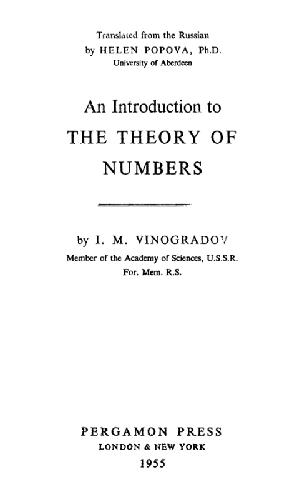 Translated from the Russian
by HELEN POPOVA, Ph.D.
University of Aberdeen
An Introduction to
THE THEORY OF
NUMBERS
by I. M. VINOGRADOV
Member of the Academy of Sciences, U.S.S.R.
For. Mem. R.S.
PERGAMON PRESS
LONDON & NEW YORK
1955